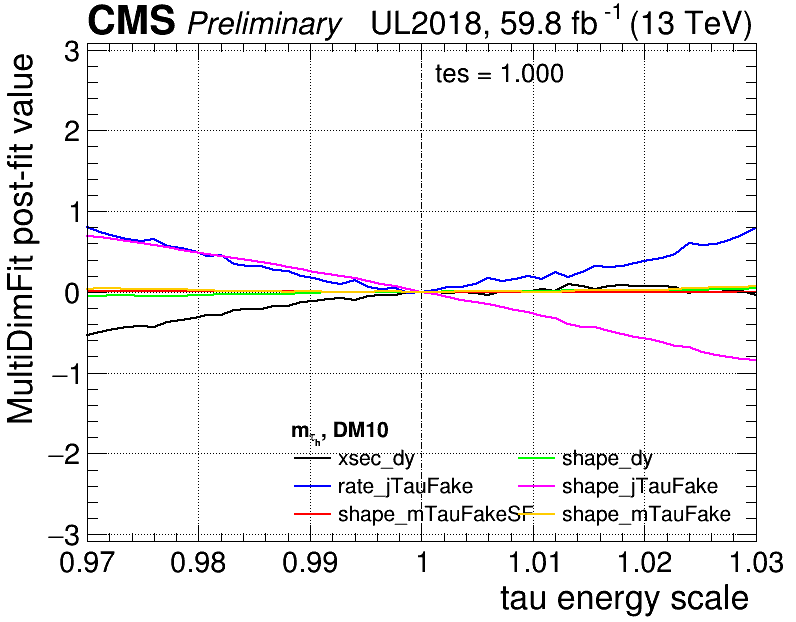 CMS Preliminary UL2018, 59.8 fb⁻¹ (13 TeV)
MultiDimFit post-fit value
3
2
1
0
−1
−2
−3
tes = 1.000
m_τₕ, DM10
xsec_dy shape_dy
rate_jTauFake shape_jTauFake
shape_mTauFakeSF shape_mTauFake
0.97 0.98 0.99 1 1.01 1.02 1.03
tau energy scale